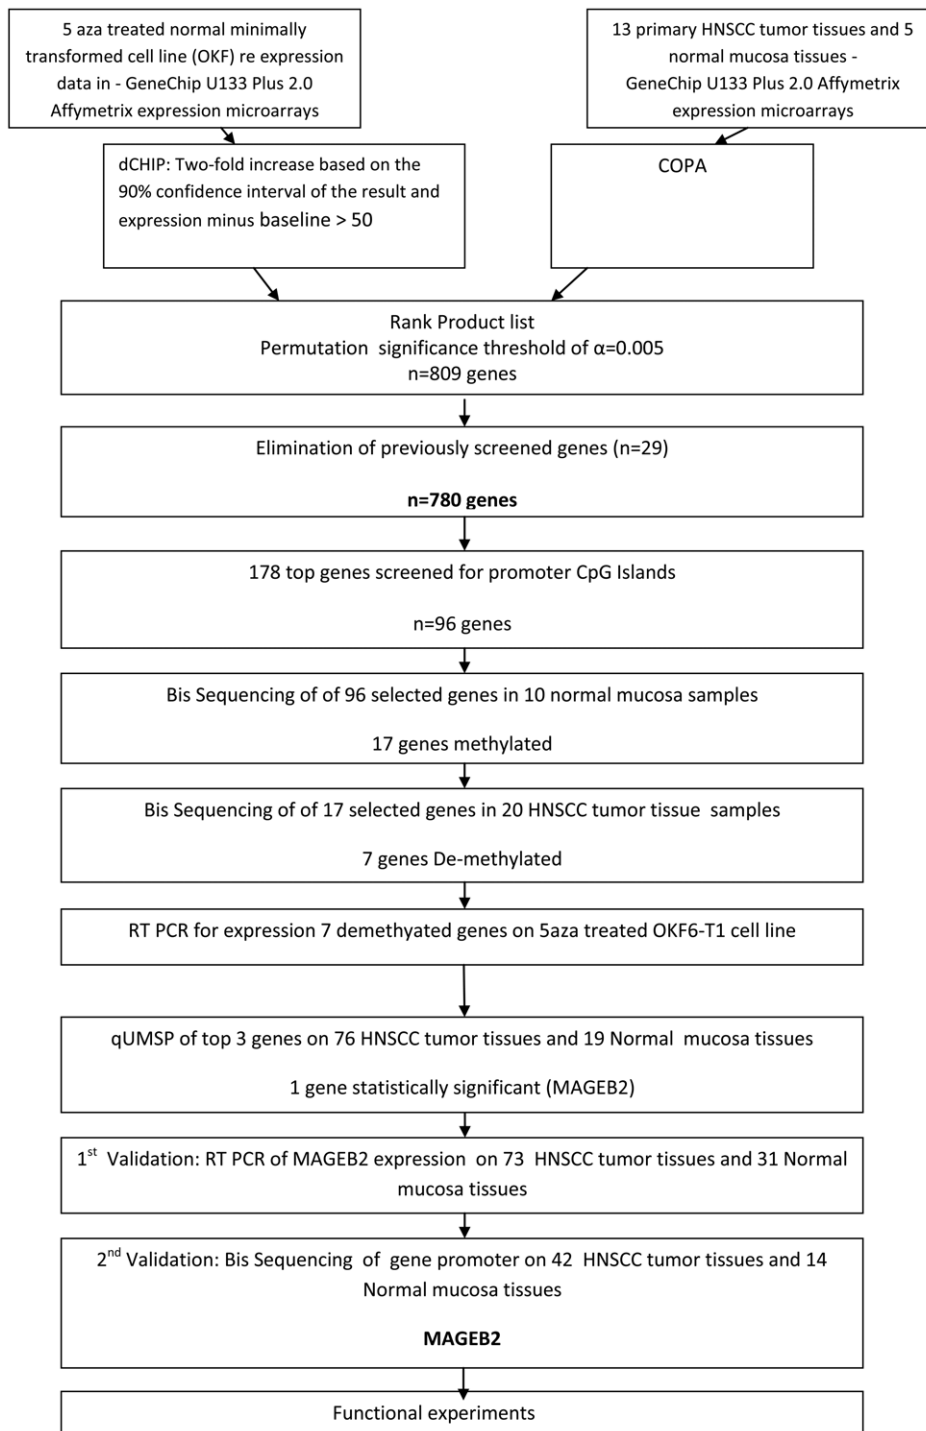 5 aza treated normal minimally
transformed cell line (OKF) re expression
data in - GeneChip U133 Plus 2.0
Affymetrix expression microarrays
13 primary HNSCC tumor tissues and 5
normal mucosa tissues -
GeneChip U133 Plus 2.0 Affymetrix
expression microarrays
dCHIP: Two-fold increase based on the
90% confidence interval of the result and
expression minus baseline > 50
COPA
Rank Product list
Permutation significance threshold of α=0.005
n=809 genes
Elimination of previously screened genes (n=29)
n=780 genes
178 top genes screened for promoter CpG Islands
n=96 genes
Bis Sequencing of of 96 selected genes in 10 normal mucosa samples
17 genes methylated
Bis Sequencing of of 17 selected genes in 20 HNSCC tumor tissue samples
7 genes De-methylated
RT PCR for expression 7 demethyated genes on 5aza treated OKF6-T1 cell line
qUMSP of top 3 genes on 76 HNSCC tumor tissues and 19 Normal mucosa tissues
1 gene statistically significant (MAGEB2)
1st Validation: RT PCR of MAGEB2 expression on 73 HNSCC tumor tissues and 31 Normal
mucosa tissues
2nd Validation: Bis Sequencing of gene promoter on 42 HNSCC tumor tissues and 14
Normal mucosa tissues
MAGEB2
Functional experiments